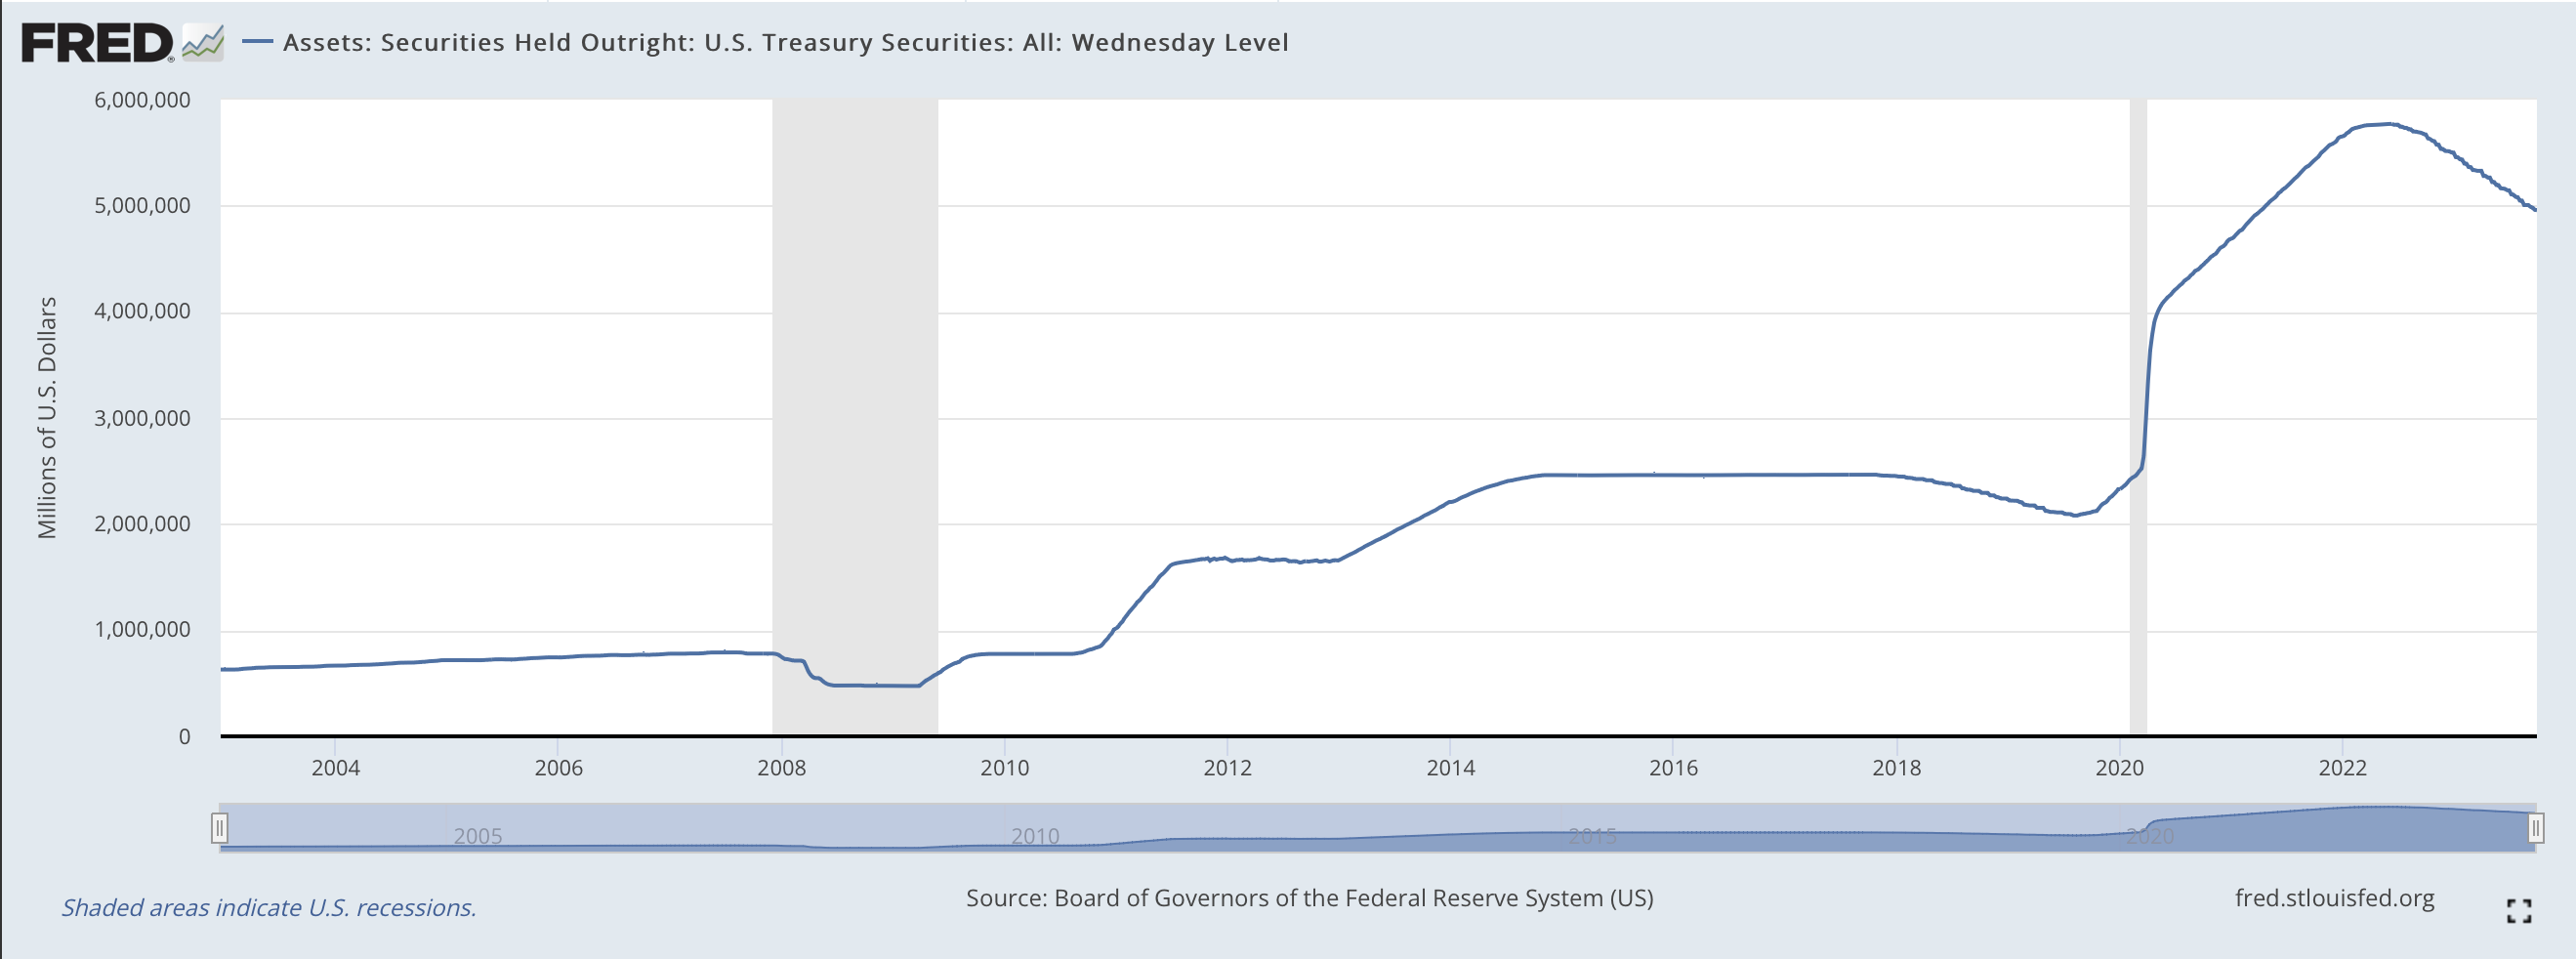 FRED® Assets: Securities Held Outright: U.S. Treasury Securities: All: Wednesday Level
Millions of U.S. Dollars
6,000,000
5,000,000
4,000,000
3,000,000
2,000,000
1,000,000
0
2004 2006 2008 2010 2012 2014 2016 2018 2020 2022
2005 2010 2015 2020
Shaded areas indicate U.S. recessions.
Source: Board of Governors of the Federal Reserve System (US)
fred.stlouisfed.org